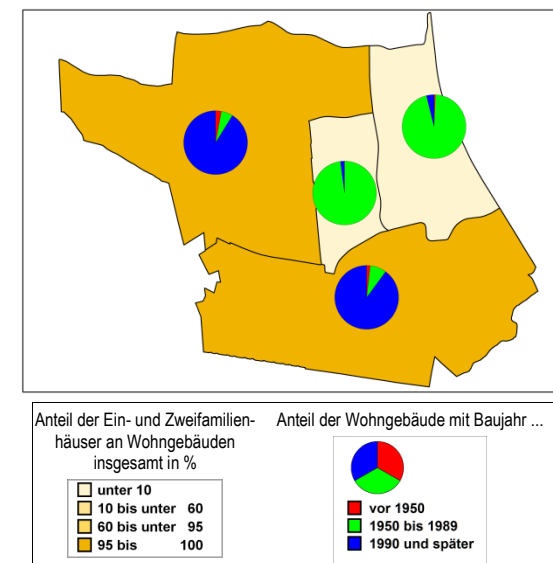 Anteil der Ein- und Zweifamilien-
häuser an Wohngebäuden
insgesamt in %
unter 10
10 bis unter 60
60 bis unter 95
95 bis 100
Anteil der Wohngebäude mit Baujahr ...
vor 1950
1950 bis 1989
1990 und später